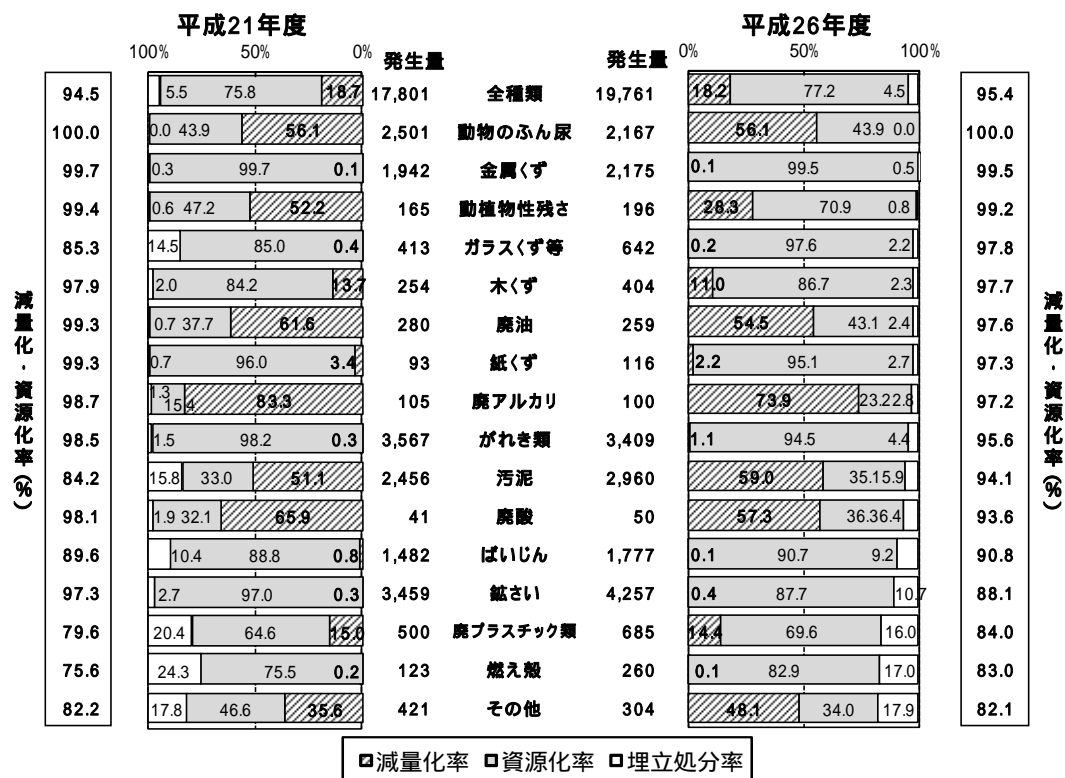 平成21年度 平成26年度
100% 50% 0% 発生量 発生量 0% 50% 100%
94.5 5.5 75.8 18.7 17,801 全種類 19,761 18.2 77.2 4.5 95.4
100.0 0.0 43.9 56.1 2,501 動物のふん尿 2,167 56.1 43.9 0.0 100.0
99.7 0.3 99.7 0.1 1,942 金属くず 2,175 0.1 99.5 0.5 99.5
99.4 0.6 47.2 52.2 165 動植物性残さ 196 28.3 70.9 0.8 99.2
85.3 14.5 85.0 0.4 413 ガラスくず等 642 0.2 97.6 2.2 97.8
97.9 2.0 84.2 13.7 254 木くず 404 11.0 86.7 2.3 97.7
99.3 0.7 37.7 61.6 280 廃油 259 54.5 43.1 2.4 97.6
99.3 0.7 96.0 3.4 93 紙くず 116 2.2 95.1 2.7 97.3
98.7 1.3 15.4 83.3 105 廃アルカリ 100 73.9 23.2 2.8 97.2
98.5 1.5 98.2 0.3 3,567 がれき類 3,409 1.1 94.5 4.4 95.6
84.2 15.8 33.0 51.1 2,456 汚泥 2,960 59.0 35.1 5.9 94.1
98.1 1.9 32.1 65.9 41 廃酸 50 57.3 36.3 6.4 93.6
89.6 10.4 88.8 0.8 1,482 ばいじん 1,777 0.1 90.7 9.2 90.8
97.3 2.7 97.0 0.3 3,459 鉱さい 4,257 0.4 87.7 10.7 88.1
79.6 20.4 64.6 15.0 500 廃プラスチック類 685 14.4 69.6 16.0 84.0
75.6 24.3 75.5 0.2 123 燃え殻 260 0.1 82.9 17.0 83.0
82.2 17.8 46.6 35.6 421 その他 304 48.1 34.0 17.9 82.1
減量化・資源化率(%)
減量化・資源化率(%)
減量化率 資源化率 埋立処分率